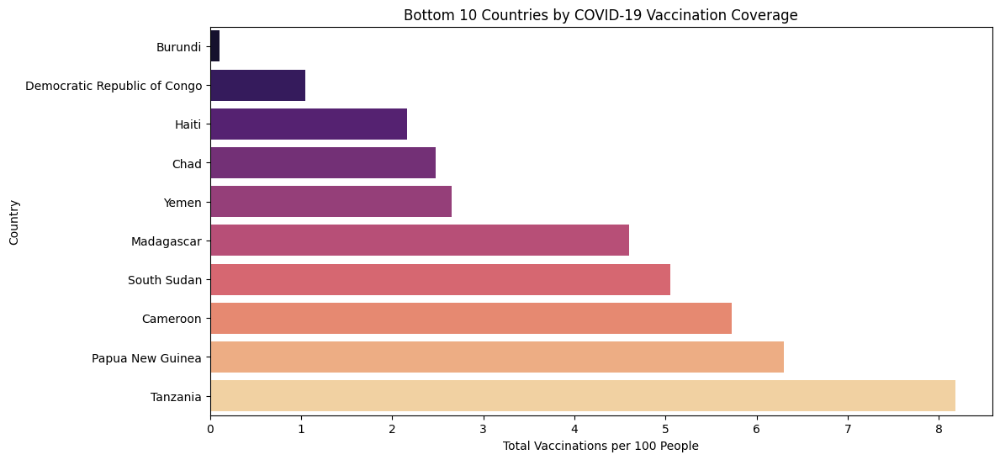 Bottom 10 Countries by COVID-19 Vaccination Coverage
Country
Burundi
Democratic Republic of Congo
Haiti
Chad
Yemen
Madagascar
South Sudan
Cameroon
Papua New Guinea
Tanzania
0 1 2 3 4 5 6 7 8
Total Vaccinations per 100 People